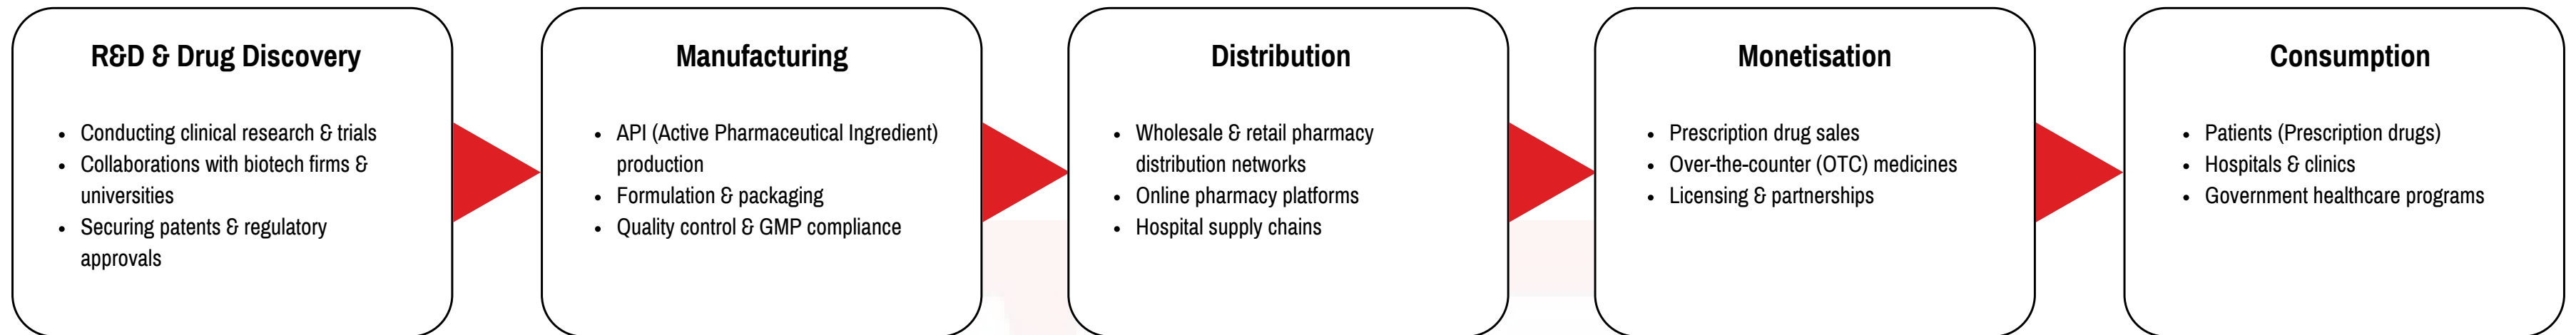 R&D & Drug Discovery
• Conducting clinical research & trials
• Collaborations with biotech firms &
universities
• Securing patents & regulatory
approvals
Manufacturing
• API (Active Pharmaceutical Ingredient)
production
• Formulation & packaging
• Quality control & GMP compliance
Distribution
• Wholesale & retail pharmacy
distribution networks
• Online pharmacy platforms
• Hospital supply chains
Monetisation
• Prescription drug sales
• Over-the-counter (OTC) medicines
• Licensing & partnerships
Consumption
• Patients (Prescription drugs)
• Hospitals & clinics
• Government healthcare programs